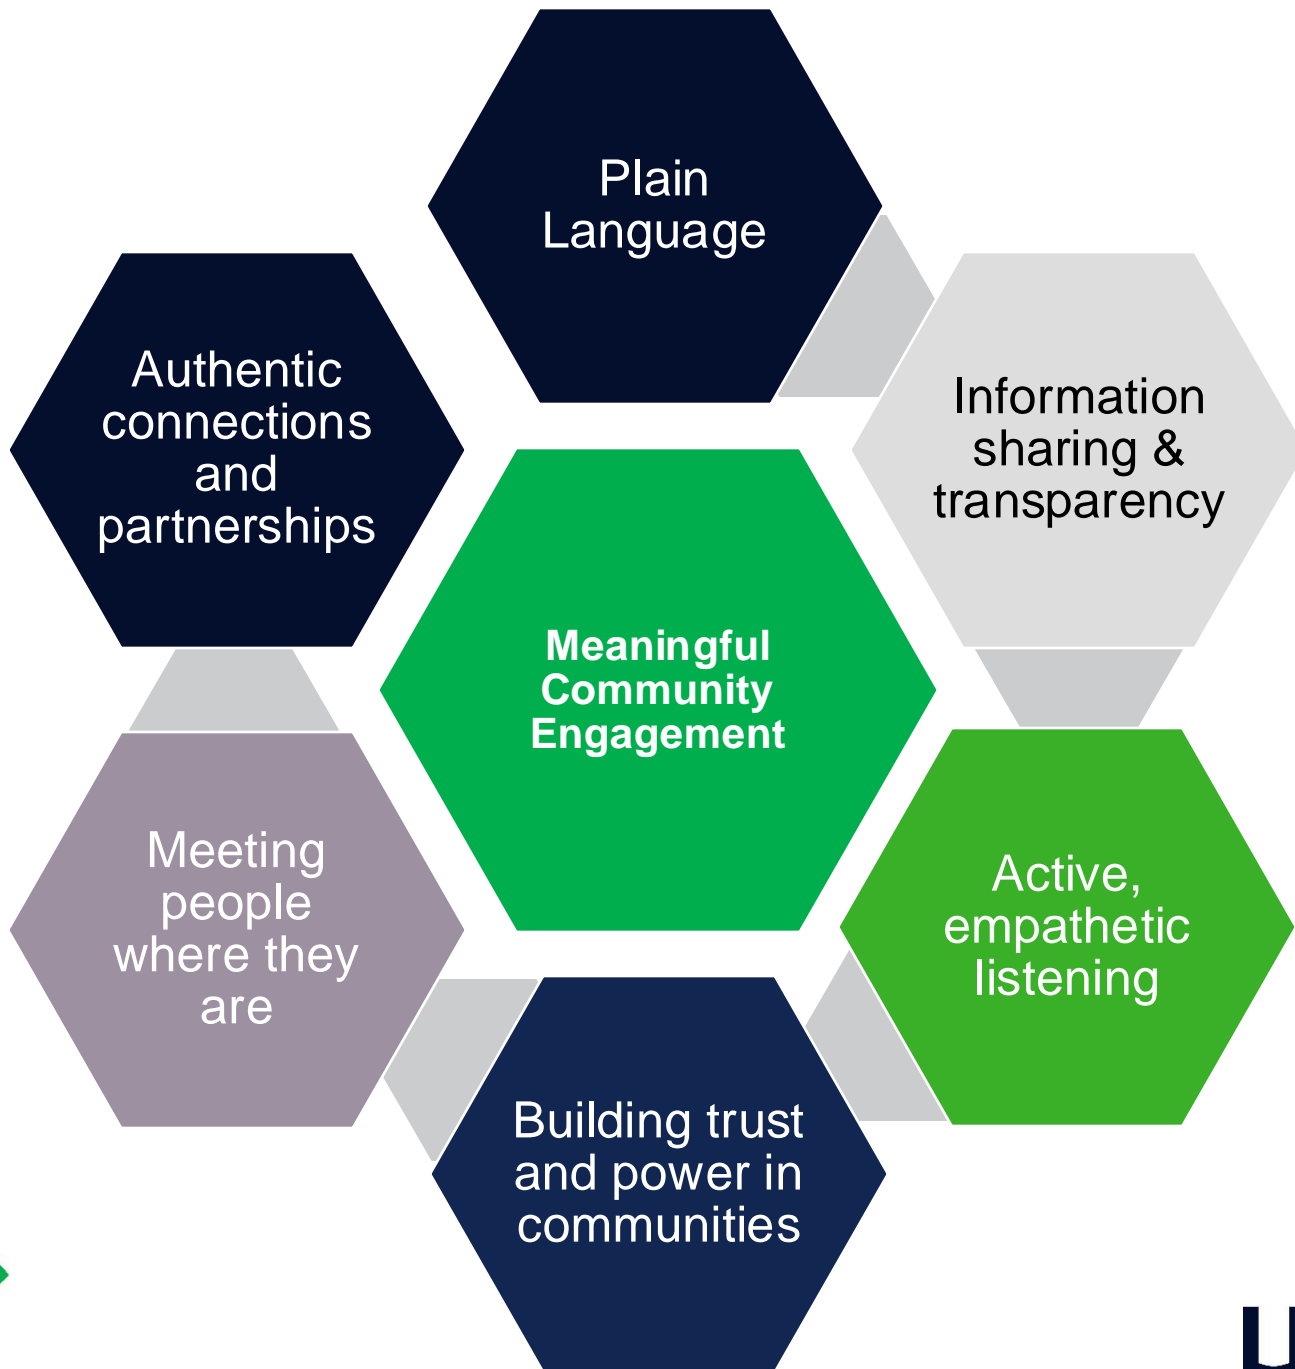 Plain
Language
Authentic
connections
and
partnerships
Information
sharing &
transparency
Meaningful
Community
Engagement
Meeting
people
where they
are
Active,
empathetic
listening
Building trust
and power in
communities